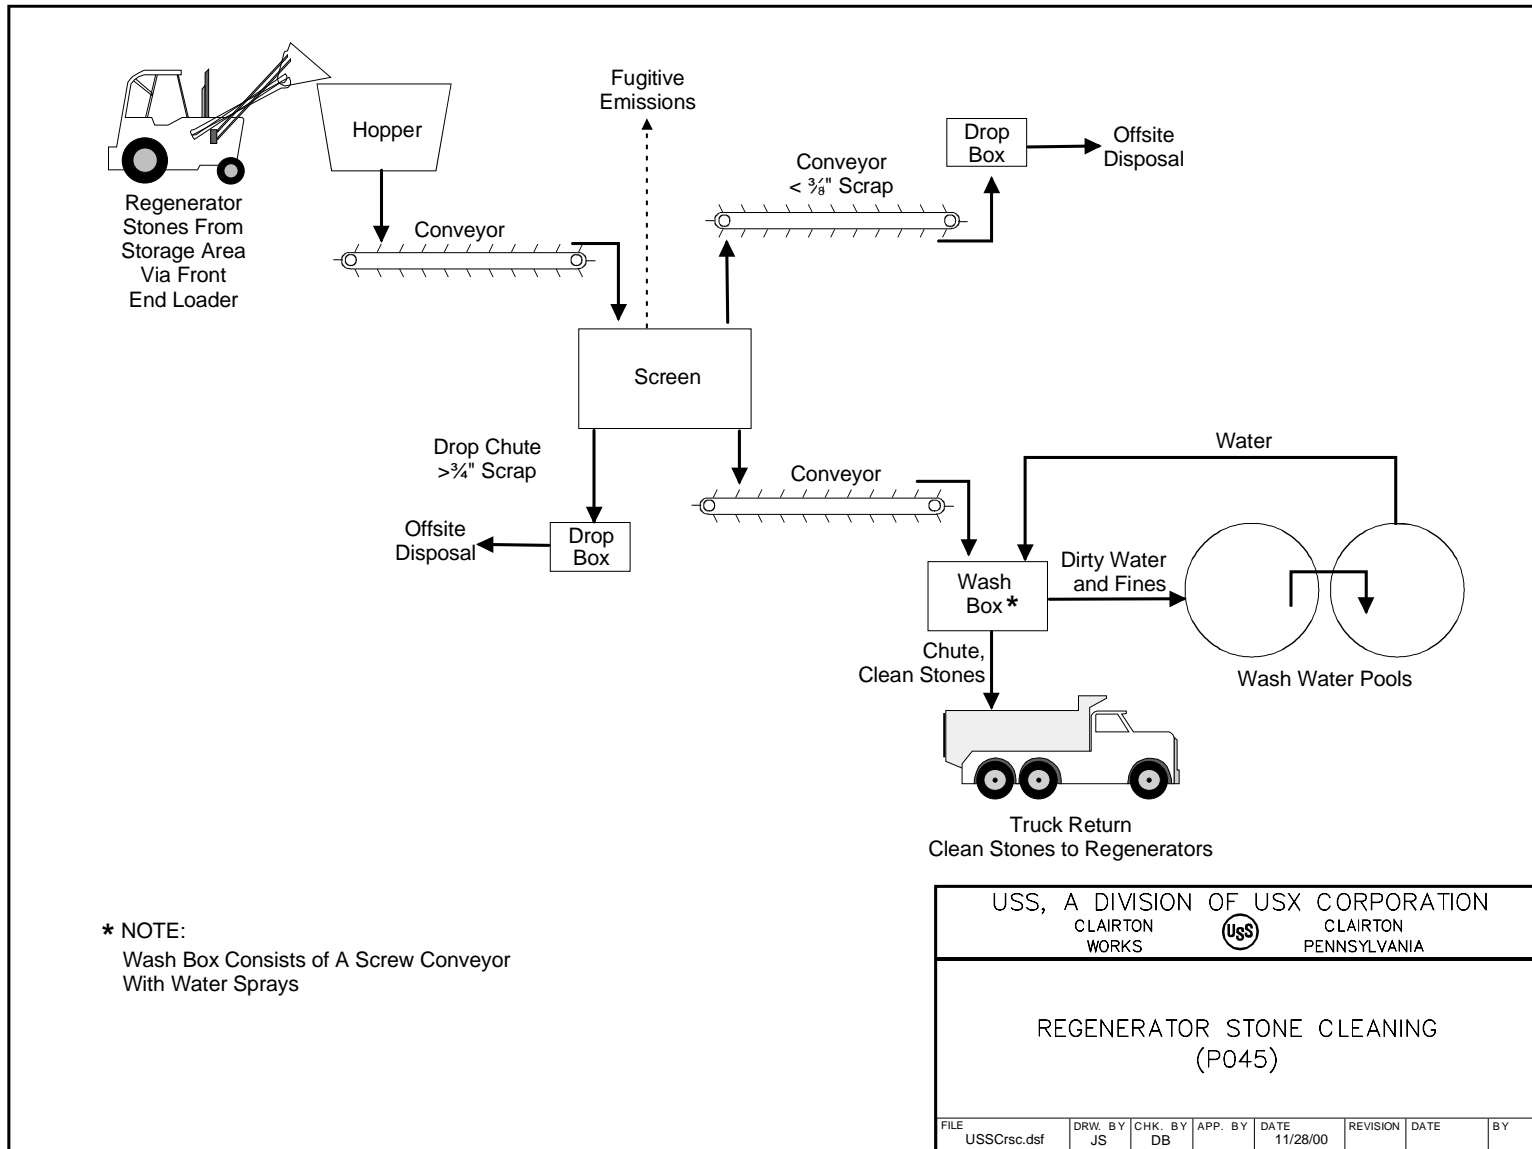 Fugitive
Emissions
Hopper
Drop
Box
Offsite
Disposal
Conveyor
< ⅜" Scrap
Regenerator
Stones From
Storage Area
Via Front
End Loader
Conveyor
Screen
Drop Chute
>¾" Scrap
Conveyor
Water
Offsite
Disposal
Drop
Box
Wash
Box*
Dirty Water
and Fines
Chute,
Clean Stones
Wash Water Pools
Truck Return
Clean Stones to Regenerators
* NOTE:
Wash Box Consists of A Screw Conveyor
With Water Sprays
USS, A DIVISION OF USX CORPORATION
CLAIRTON
WORKS
USS
CLAIRTON
PENNSYLVANIA
REGENERATOR STONE CLEANING
(P045)
FILE DRW. BY CHK. BY APP. BY DATE REVISION DATE BY
USSCrsc.dsf JS DB 11/28/00